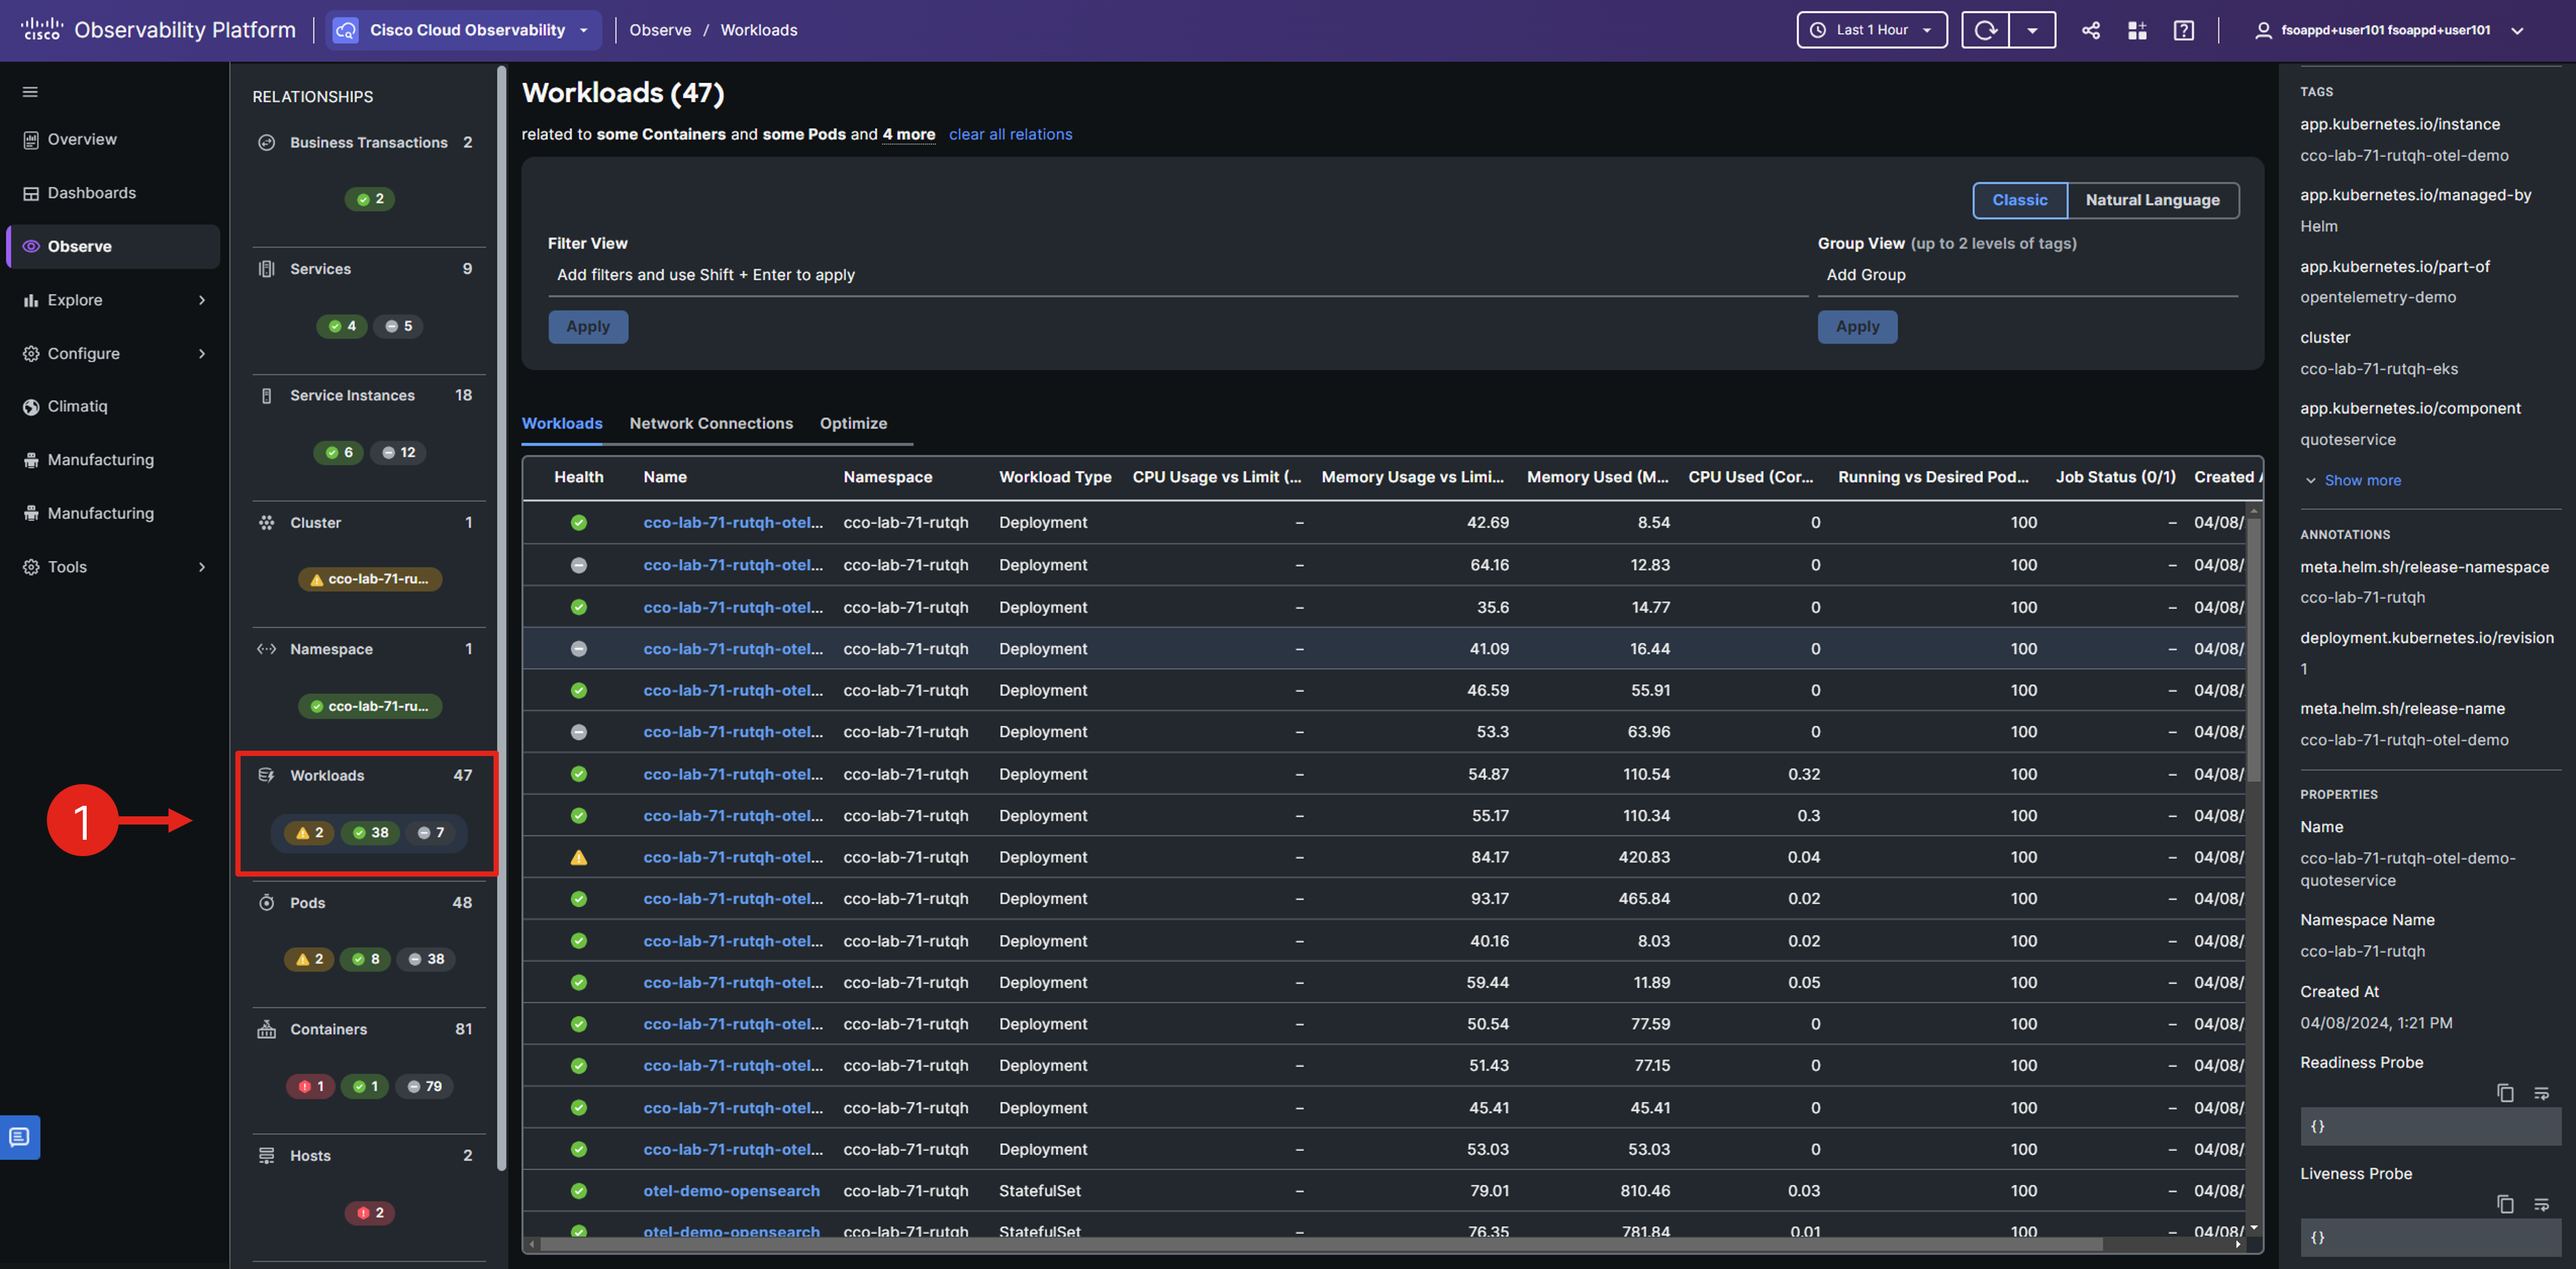 cisco Observability Platform
Cisco Cloud Observability
Observe / Workloads
Last 1 Hour
fsoappd+user101 fsoappd+user101
Overview
Dashboards
Observe
Explore
Configure
Climatiq
Manufacturing
Manufacturing
Tools
1
RELATIONSHIPS
Business Transactions 2
2
Services 9
4 5
Service Instances 18
6 12
Cluster 1
cco-lab-71-ru...
Namespace 1
cco-lab-71-ru...
Workloads 47
2 38 7
Pods 48
2 8 38
Containers 81
1 1 79
Hosts 2
2
Workloads (47)
related to some Containers and some Pods and 4 more clear all relations
Classic Natural Language
Filter View
Add filters and use Shift + Enter to apply
Apply
Group View (up to 2 levels of tags)
Add Group
Apply
Workloads Network Connections Optimize
Health Name Namespace Workload Type CPU Usage vs Limit (... Memory Usage vs Limi... Memory Used (M... CPU Used (Cor... Running vs Desired Pod... Job Status (0/1) Created A
cco-lab-71-rutqh-otel... cco-lab-71-rutqh Deployment – 42.69 8.54 0 100 – 04/08/
cco-lab-71-rutqh-otel... cco-lab-71-rutqh Deployment – 64.16 12.83 0 100 – 04/08/
cco-lab-71-rutqh-otel... cco-lab-71-rutqh Deployment – 35.6 14.77 0 100 – 04/08/
cco-lab-71-rutqh-otel... cco-lab-71-rutqh Deployment – 41.09 16.44 0 100 – 04/08/
cco-lab-71-rutqh-otel... cco-lab-71-rutqh Deployment – 46.59 55.91 0 100 – 04/08/
cco-lab-71-rutqh-otel... cco-lab-71-rutqh Deployment – 53.3 63.96 0 100 – 04/08/
cco-lab-71-rutqh-otel... cco-lab-71-rutqh Deployment – 54.87 110.54 0.32 100 – 04/08/
cco-lab-71-rutqh-otel... cco-lab-71-rutqh Deployment – 55.17 110.34 0.3 100 – 04/08/
cco-lab-71-rutqh-otel... cco-lab-71-rutqh Deployment – 84.17 420.83 0.04 100 – 04/08/
cco-lab-71-rutqh-otel... cco-lab-71-rutqh Deployment – 93.17 465.84 0.02 100 – 04/08/
cco-lab-71-rutqh-otel... cco-lab-71-rutqh Deployment – 40.16 8.03 0.02 100 – 04/08/
cco-lab-71-rutqh-otel... cco-lab-71-rutqh Deployment – 59.44 11.89 0.05 100 – 04/08/
cco-lab-71-rutqh-otel... cco-lab-71-rutqh Deployment – 50.54 77.59 0 100 – 04/08/
cco-lab-71-rutqh-otel... cco-lab-71-rutqh Deployment – 51.43 77.15 0 100 – 04/08/
cco-lab-71-rutqh-otel... cco-lab-71-rutqh Deployment – 45.41 45.41 0 100 – 04/08/
cco-lab-71-rutqh-otel... cco-lab-71-rutqh Deployment – 53.03 53.03 0 100 – 04/08/
otel-demo-opensearch cco-lab-71-rutqh StatefulSet – 79.01 810.46 0.03 100 – 04/08/
otel-demo-opensearch cco-lab-71-rutqh StatefulSet – 76.35 781.84 0.01 100 – 04/08/
TAGS
app.kubernetes.io/instance
cco-lab-71-rutqh-otel-demo
app.kubernetes.io/managed-by
Helm
app.kubernetes.io/part-of
opentelemetry-demo
cluster
cco-lab-71-rutqh-eks
app.kubernetes.io/component
quoteservice
Show more
ANNOTATIONS
meta.helm.sh/release-namespace
cco-lab-71-rutqh
deployment.kubernetes.io/revision
1
meta.helm.sh/release-name
cco-lab-71-rutqh-otel-demo
PROPERTIES
Name
cco-lab-71-rutqh-otel-demo-
quoteservice
Namespace Name
cco-lab-71-rutqh
Created At
04/08/2024, 1:21 PM
Readiness Probe
{}
Liveness Probe
{}